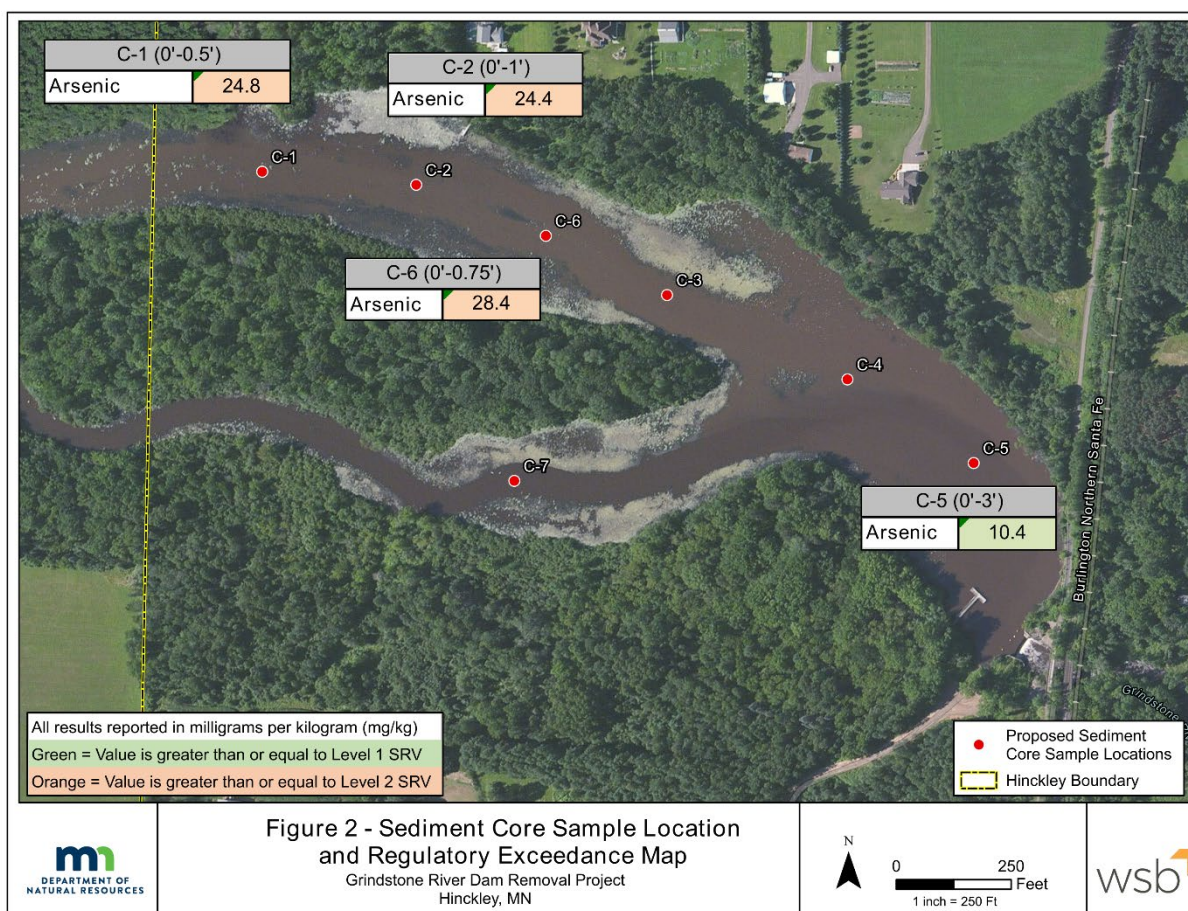 C-1 (0'-0.5')
Arsenic 24.8
C-2 (0'-1')
Arsenic 24.4
C-1
C-2
C-6
C-6 (0'-0.75')
Arsenic 28.4
C-3
C-4
C-5
C-7
C-5 (0'-3')
Arsenic 10.4
Burlington Northern Santa Fe
Grindstone
All results reported in milligrams per kilogram (mg/kg)
Green = Value is greater than or equal to Level 1 SRV
Orange = Value is greater than or equal to Level 2 SRV
Proposed Sediment
Core Sample Locations
Hinckley Boundary
DEPARTMENT OF
NATURAL RESOURCES
Figure 2 - Sediment Core Sample Location
and Regulatory Exceedance Map
Grindstone River Dam Removal Project
Hinckley, MN
N
0 250
Feet
1 inch = 250 Ft
wsb